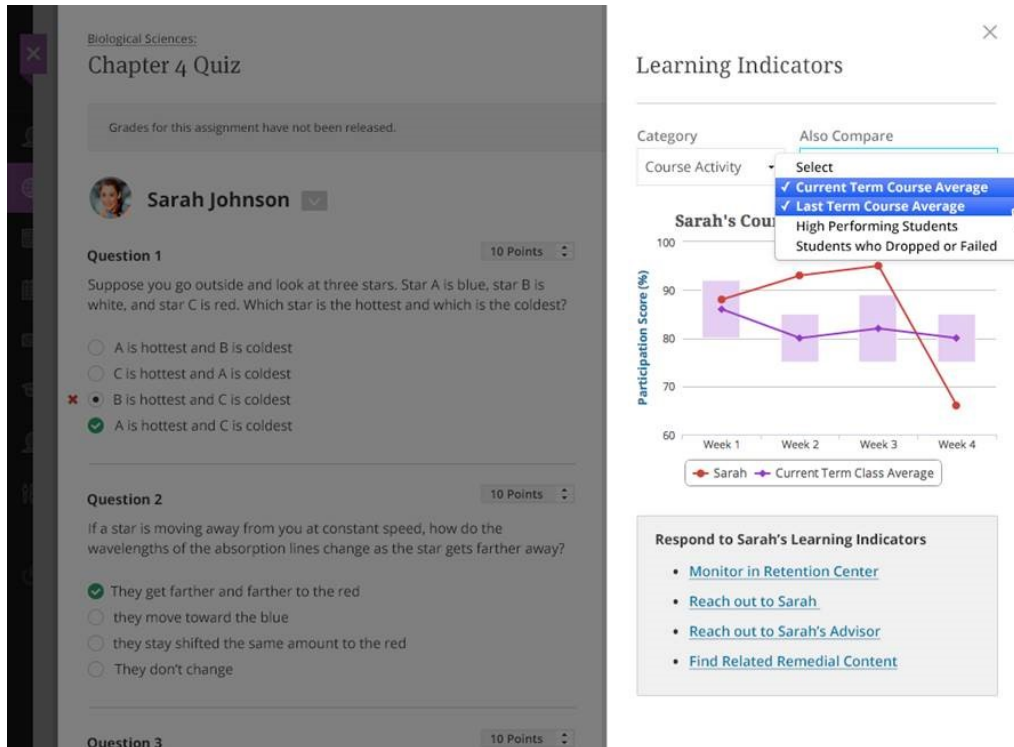 Biological Sciences:
Chapter 4 Quiz
Grades for this assignment have not been released.
Sarah Johnson
Question 1
10 Points
Suppose you go outside and look at three stars. Star A is blue, star B is
white, and star C is red. Which star is the hottest and which is the coldest?
A is hottest and B is coldest
C is hottest and A is coldest
B is hottest and C is coldest
A is hottest and C is coldest
Question 2
10 Points
If a star is moving away from you at constant speed, how do the
wavelengths of the absorption lines change as the star gets farther away?
They get farther and farther to the red
they move toward the blue
they stay shifted the same amount to the red
They don't change
Question 3
10 Points
Learning Indicators
Category
Also Compare
Course Activity
Select
✓ Current Term Course Average
✓ Last Term Course Average
High Performing Students
Students who Dropped or Failed
Sarah's Cou
Participation Score (%)
100
90
80
70
60
Week 1
Week 2
Week 3
Week 4
Sarah
Current Term Class Average
Respond to Sarah’s Learning Indicators
• Monitor in Retention Center
• Reach out to Sarah
• Reach out to Sarah’s Advisor
• Find Related Remedial Content